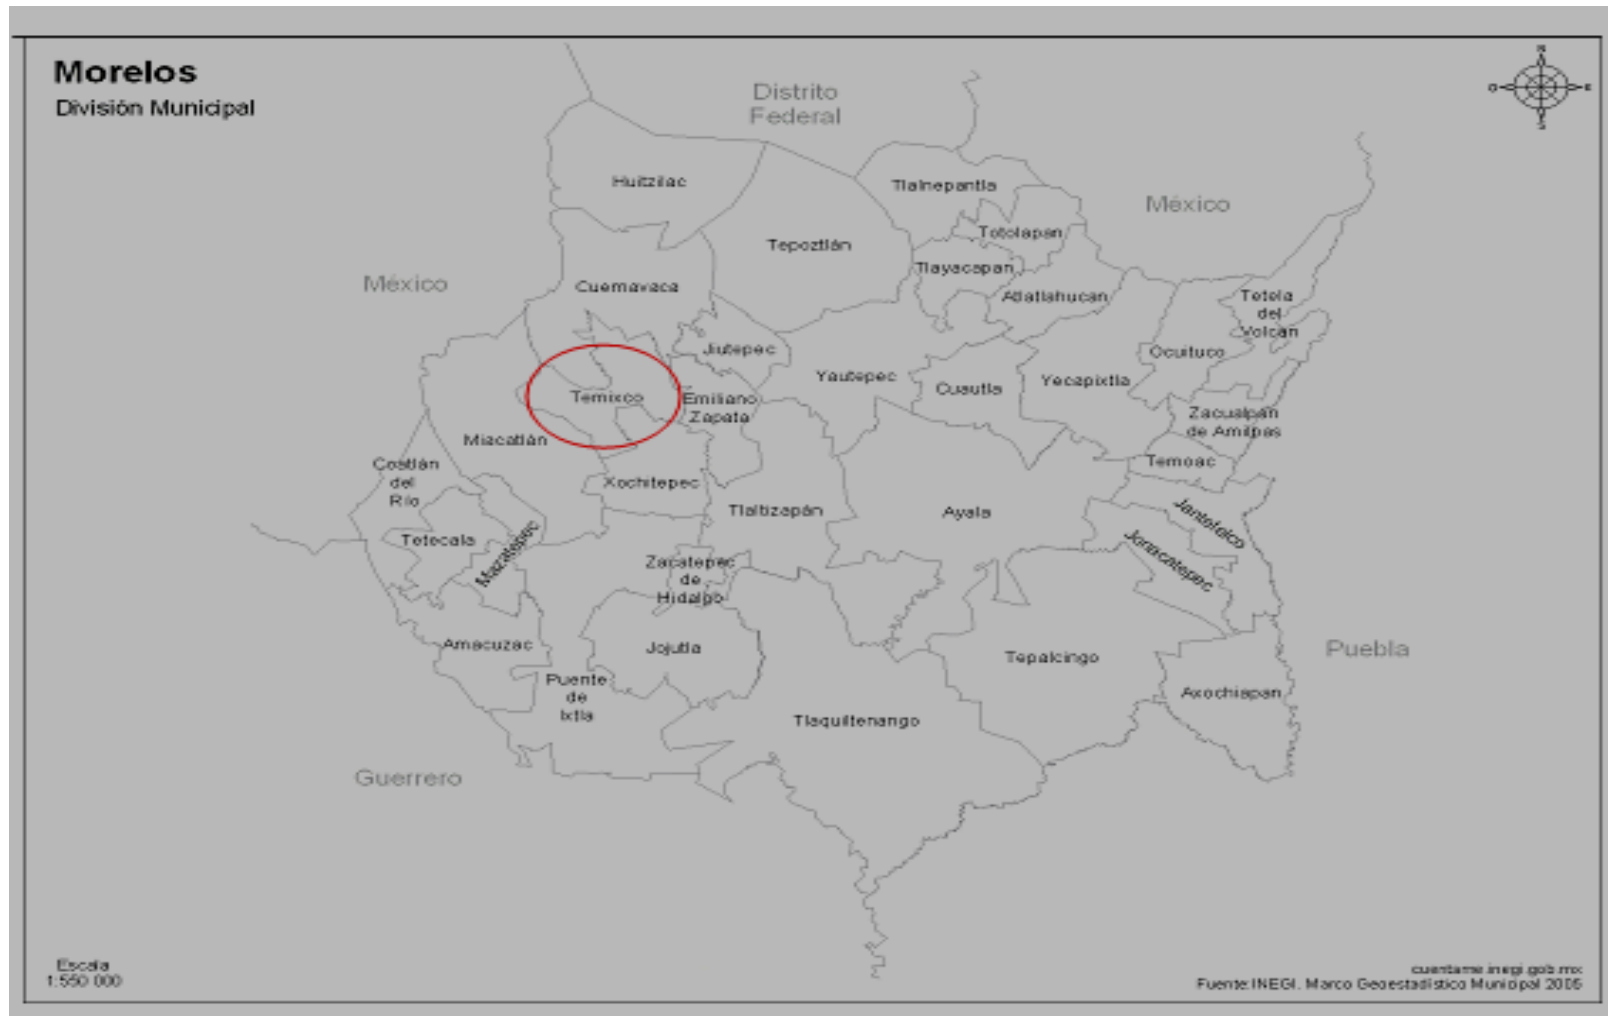 Morelos
División Municipal
N
O
E
S
Distrito
Federal
Huitzilac
Tlalnepantla
México
Totolapan
Tepoztlán
Tlayacapan
México
Cuernavaca
Atlatlahucan
Tetela
del
Volcán
Jiutepec
Ocuituco
Yautepec
Cuautla
Yecapixtla
Temixco
Emiliano
Zapata
Zacualpan
de Amilpas
Miacatlán
Coatlán
del
Río
Temoac
Xochitepec
Tlaltizapán
Ayala
Jantetelco
Tetecala
Mazatepec
Jonacatepec
Zacatepec
de
Hidalgo
Amacuzac
Jojutla
Tepalcingo
Puebla
Puente
de
Ixtla
Axochiapan
Tlaquiltenango
Guerrero
Escala
1:550 000
cuentame.inegi.gob.mx
Fuente:INEGI. Marco Geoestadístico Municipal 2005